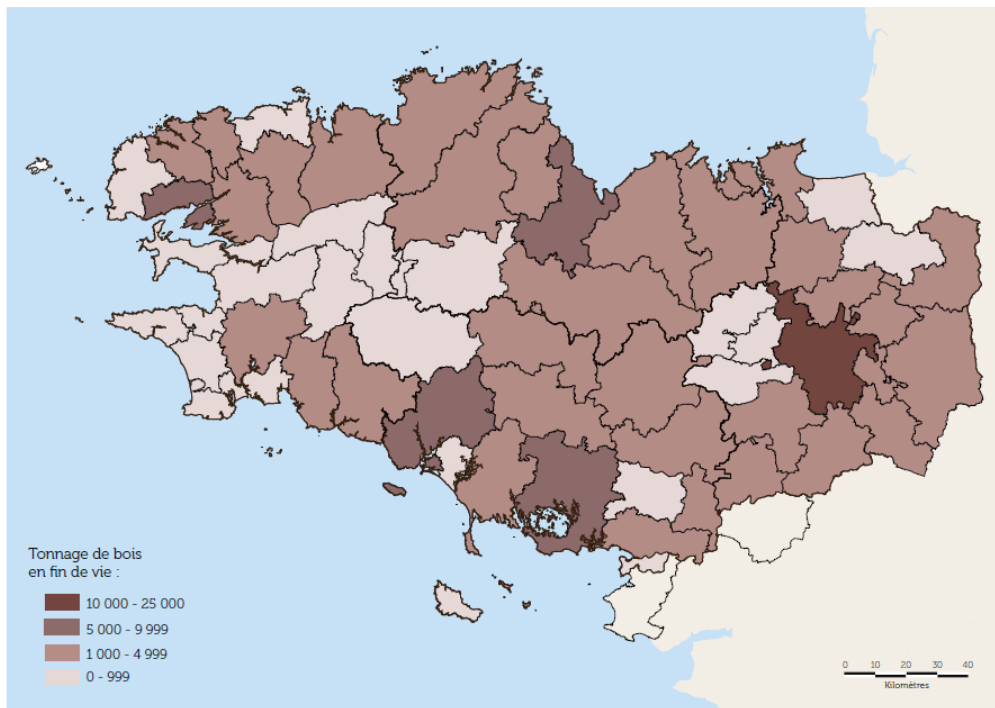 Tonnage de bois
en fin de vie :
10 000 - 25 000
5 000 - 9 999
1 000 - 4 999
0 - 999
0 10 20 30 40
Kilomètres